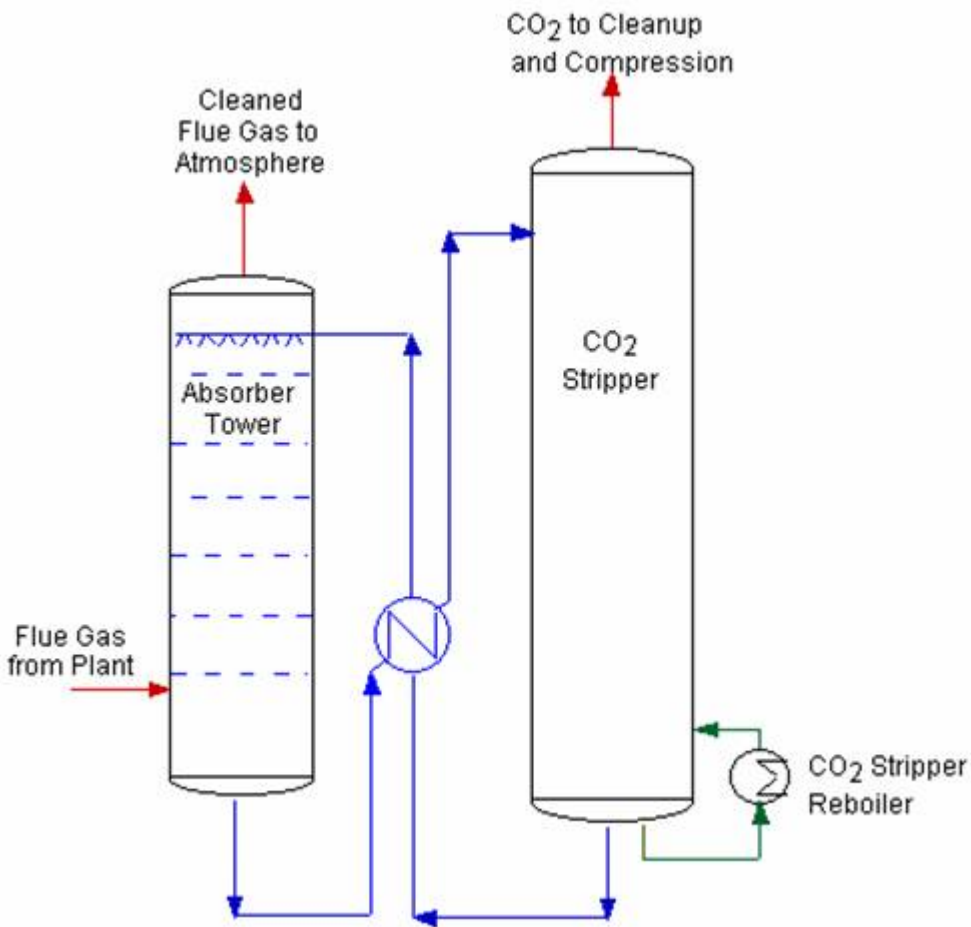 CO2 to Cleanup
and Compression
Cleaned
Flue Gas to
Atmosphere
CO2
Stripper
Absorber
Tower
Flue Gas
from Plant
CO2 Stripper
Reboiler